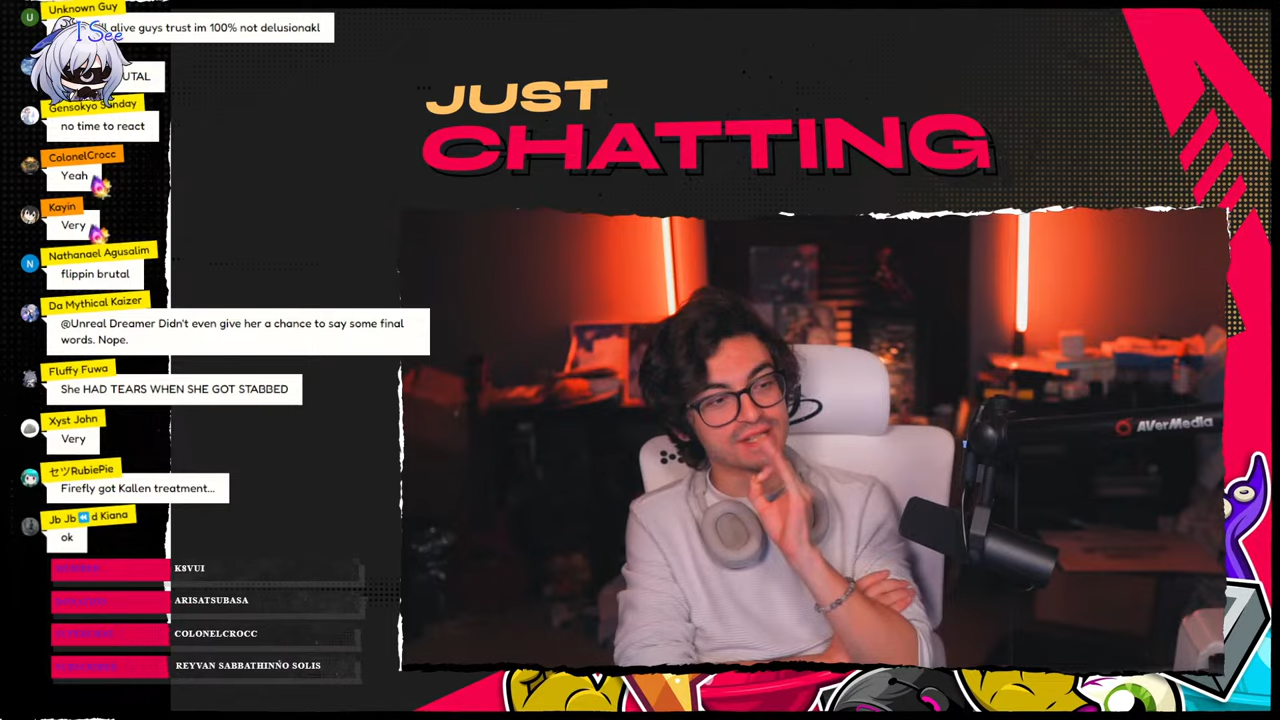 Unknown Guy
ll alive guys trust im 100% not delusionakl
I See
UTAL
Gensokyo Sunday
no time to react
ColonelCrocc
Yeah
Kayin
Very
Nathanael Agusalim
flippin brutal
Da Mythical Kaizer
@Unreal Dreamer Didn't even give her a chance to say some final
words. Nope.
Fluffy Fuwa
She HAD TEARS WHEN SHE GOT STABBED
Xyst John
Very
セツRubiePie
Firefly got Kallen treatment...
Jb Jb d Kiana
ok
K8VUI
ARISATSUBASA
COLONELCROCC
REYVAN SABBATHINNO SOLIS
JUST
CHATTING
AVerMedia
U
N